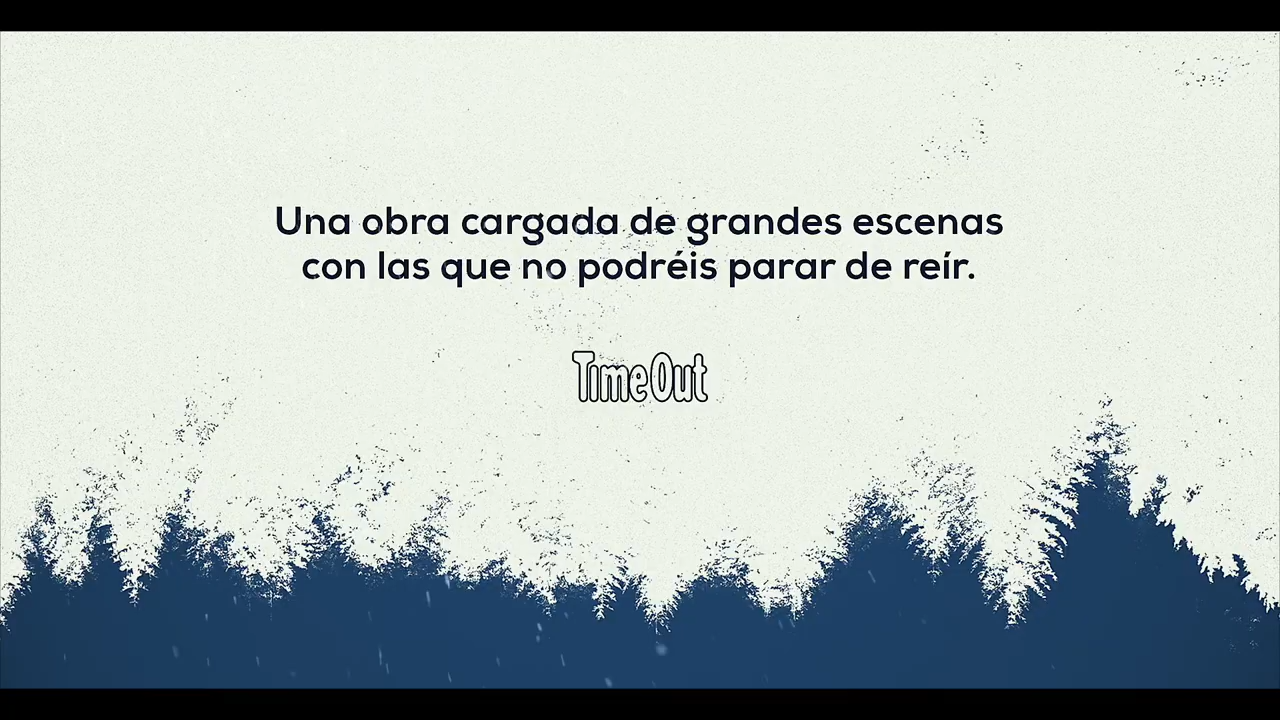 Una obra cargada de grandes escenas
con las que no podréis parar de reír.
TimeOut